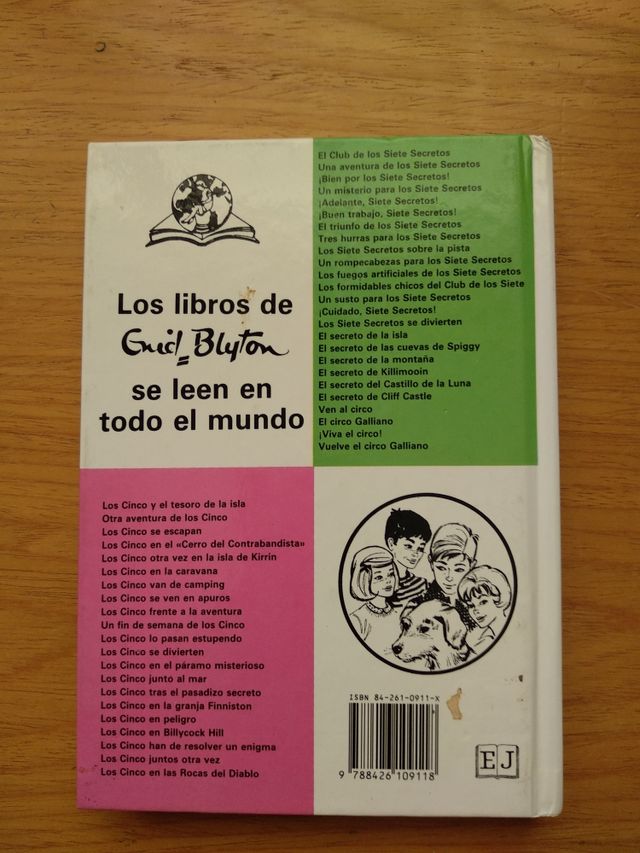 Los libros de
Enid Blyton
se leen en
todo el mundo
El Club de los Siete Secretos
Una aventura de los Siete Secretos
¡Bien por los Siete Secretos!
Un misterio para los Siete Secretos
¡Adelante, Siete Secretos!
¡Buen trabajo, Siete Secretos!
El triunfo de los Siete Secretos
Tres hurras para los Siete Secretos
Los Siete Secretos sobre la pista
Un rompecabezas para los Siete Secretos
Los fuegos artificiales de los Siete Secretos
Los formidables chicos del Club de los Siete
Un susto para los Siete Secretos
¡Cuidado, Siete Secretos!
Los Siete Secretos se divierten
El secreto de la isla
El secreto de las cuevas de Spiggy
El secreto de la montaña
El secreto de Killimooin
El secreto del Castillo de la Luna
El secreto de Cliff Castle
Ven al circo
El circo Galliano
¡Viva el circo!
Vuelve el circo Galliano
Los Cinco y el tesoro de la isla
Otra aventura de los Cinco
Los Cinco se escapan
Los Cinco en el «Cerro del Contrabandista»
Los Cinco otra vez en la isla de Kirrin
Los Cinco en la caravana
Los Cinco van de camping
Los Cinco se ven en apuros
Los Cinco frente a la aventura
Un fin de semana de los Cinco
Los Cinco lo pasan estupendo
Los Cinco se divierten
Los Cinco en el páramo misterioso
Los Cinco junto al mar
Los Cinco tras el pasadizo secreto
Los Cinco en la granja Finniston
Los Cinco en peligro
Los Cinco en Billycock Hill
Los Cinco han de resolver un enigma
Los Cinco juntos otra vez
Los Cinco en las Rocas del Diablo
ISBN 84-261-0911-X
9 788426 109118
EJ